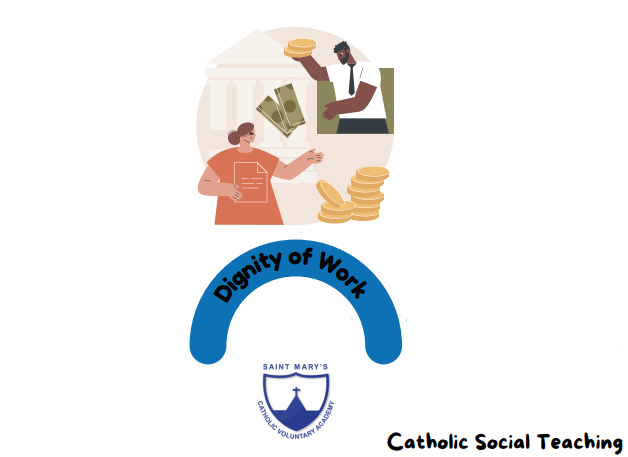 Dignity of Work
SAINT MARY'S
CATHOLIC VOLUNTARY ACADEMY
Catholic Social Teaching